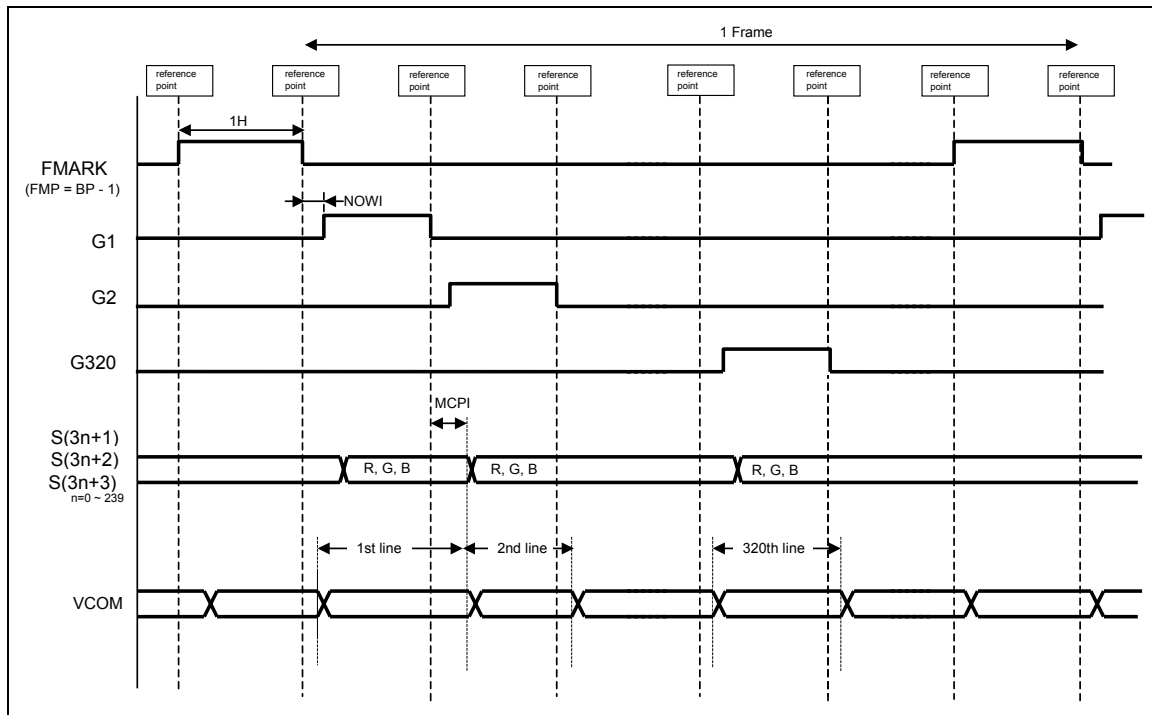 1 Frame
reference
point
reference
point
reference
point
reference
point
reference
point
reference
point
reference
point
reference
point
1H
FMARK
(FMP = BP - 1)
NOWI
G1
G2
G320
MCPI
S(3n+1)
S(3n+2)
S(3n+3)
n=0 ~ 239
R, G, B
R, G, B
R, G, B
1st line
2nd line
320th line
VCOM